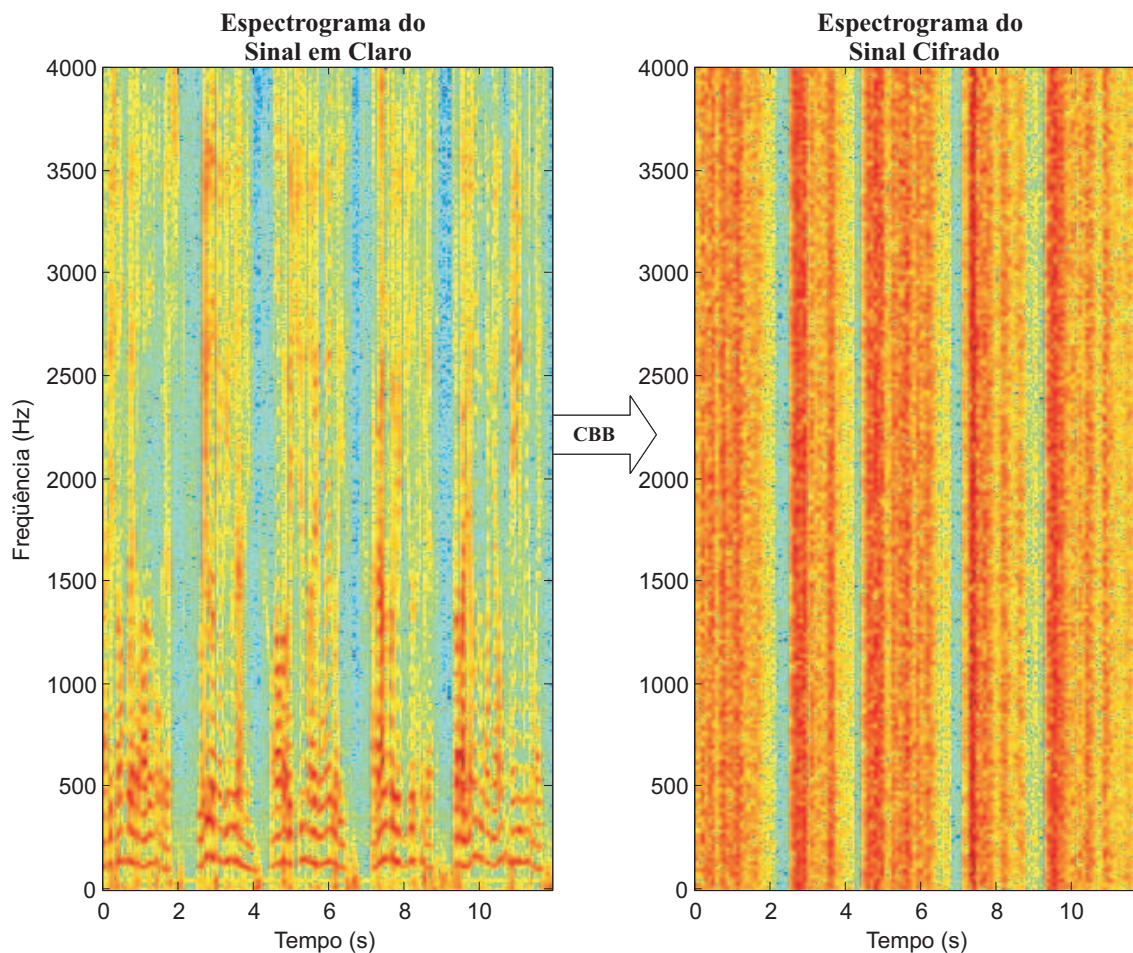 Espectrograma do
Sinal em Claro
4000
3500
3000
2500
2000
1500
1000
500
0
Freqüência (Hz)
0 2 4 6 8 10
Tempo (s)
CBB
Espectrograma do
Sinal Cifrado
4000
3500
3000
2500
2000
1500
1000
500
0
0 2 4 6 8 10
Tempo (s)